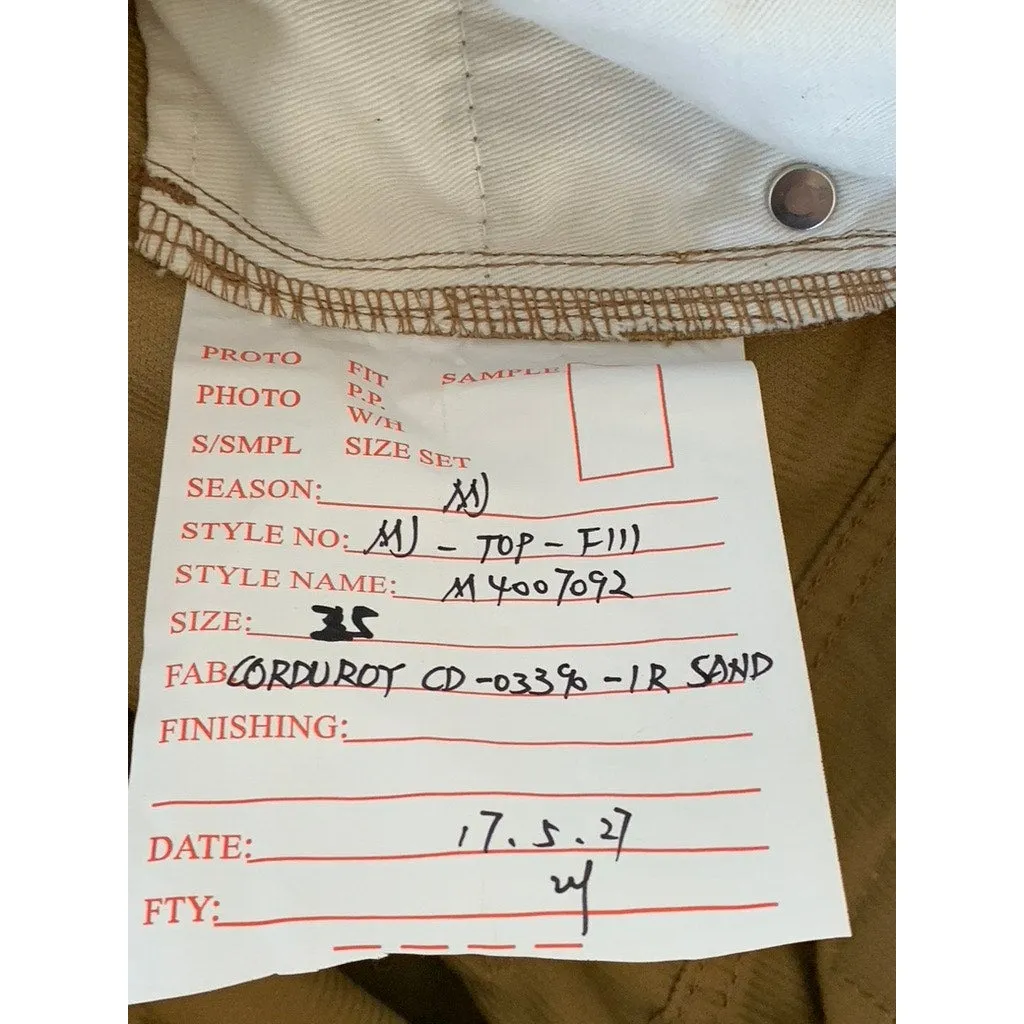 PROTO FIT SAMPLE
PHOTO P.P.
W/H
S/SMPL SIZE SET
SEASON: MJ
STYLE NO: MJ - TOP - F111
STYLE NAME: M4007092
SIZE: 35
FAB CORDUROY CD -03390 -1R SAND
FINISHING:
DATE: 17.5.27
FTY: